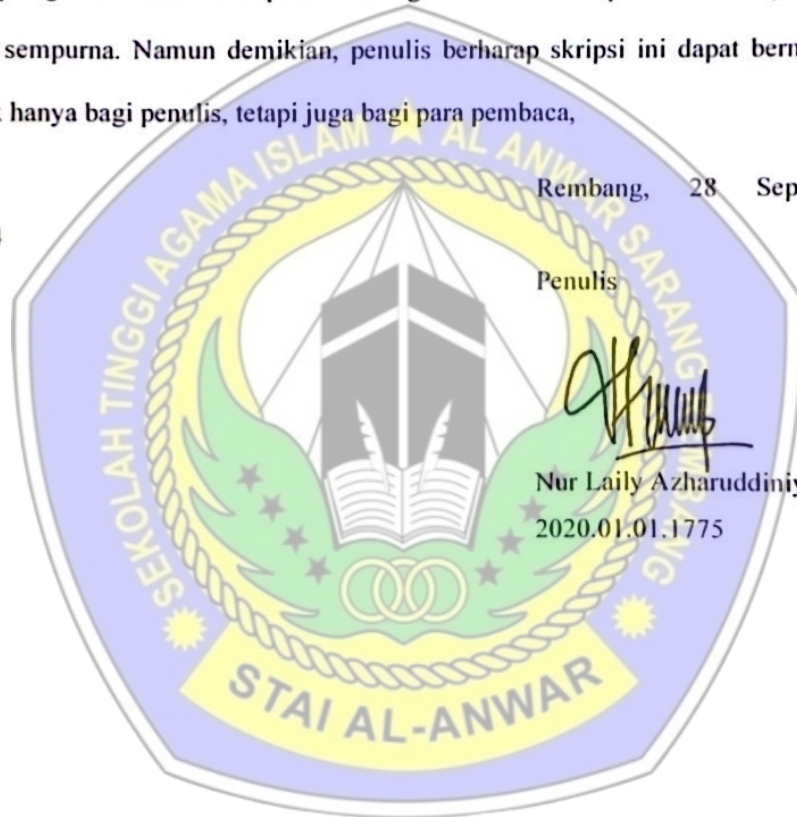 sempurna. Namun demikian, penulis berharap skripsi ini dapat bern
hanya bagi penulis, tetapi juga bagi para pembaca,
Rembang, 28 Sep
Penulis
Nur Laily Azharuddiniy
2020.01.01.1775
SEKOLAH TINGGI AGAMA ISLAM ★ AL ANWAR SARANG REMBANG
STAI AL-ANWAR